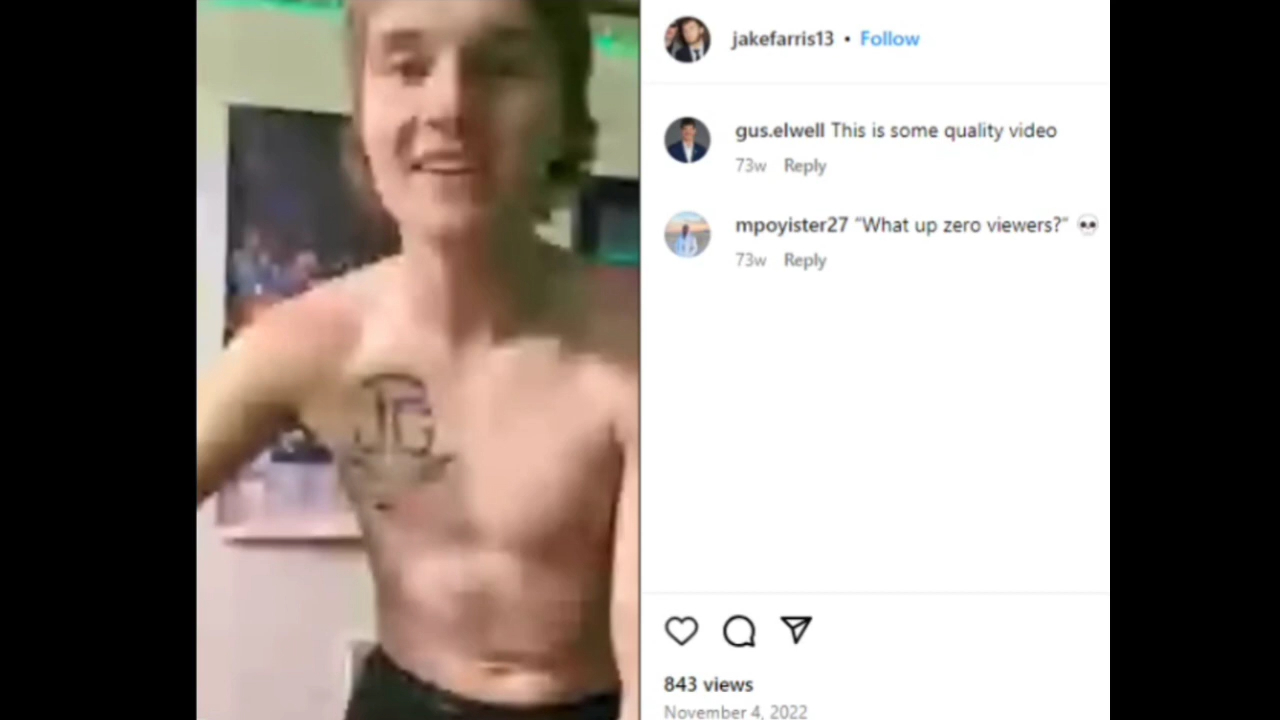 jakefarris13 • Follow
gus.elwell This is some quality video
73w Reply
mpoyister27 “What up zero viewers?” 💀
73w Reply
JG
843 views
November 4, 2022